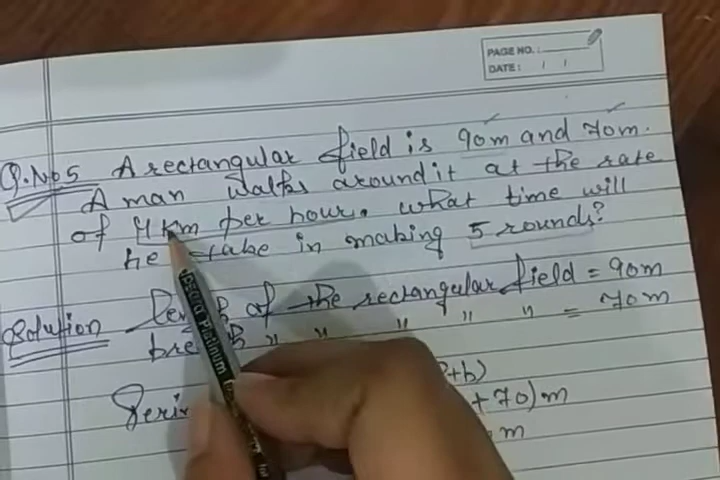 PAGE NO.:
DATE: / /
Q.No5 A rectangular field is 90m and 70m.
A man walks around it at the rate
of 4 km per hour. What time will
he take in making 5 rounds?
Solution Length of the rectangular field = 90m
" " " " " = 70m
+b)
+70)m
m
Platinum